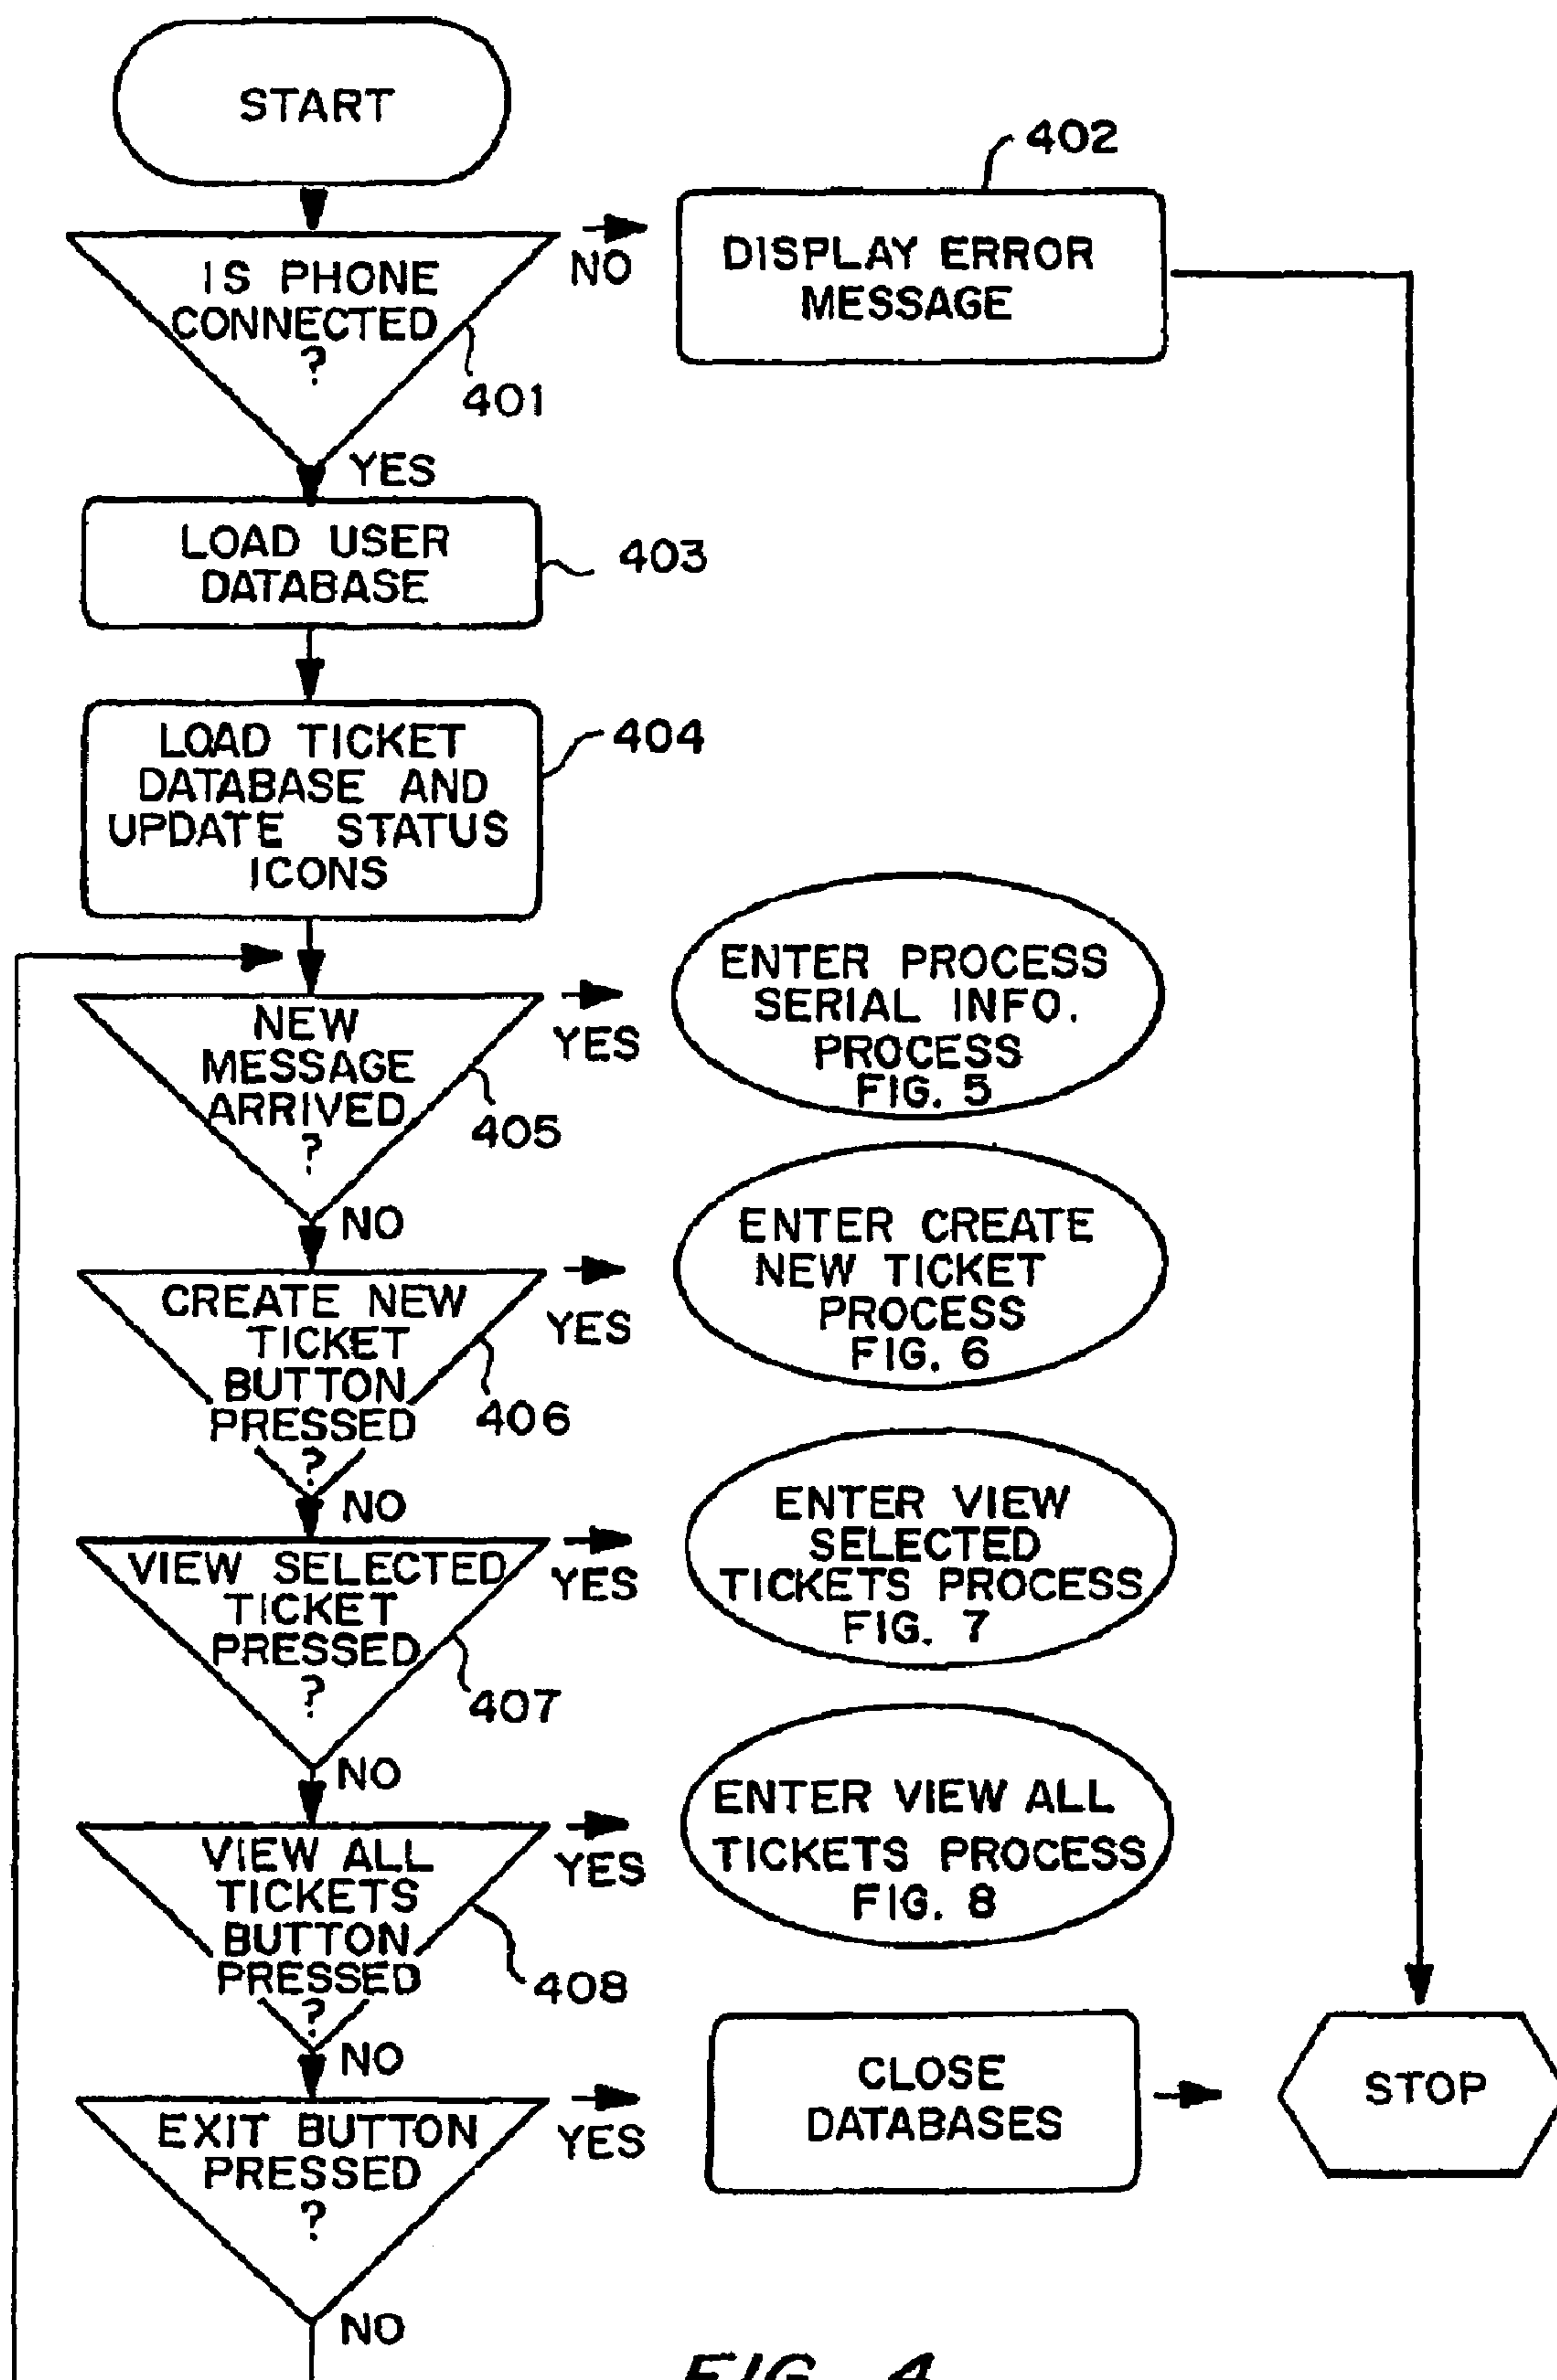 START
402
IS PHONE
CONNECTED
?
NO
DISPLAY ERROR
MESSAGE
401
YES
LOAD USER
DATABASE
403
LOAD TICKET
DATABASE AND
UPDATE STATUS
ICONS
404
NEW
MESSAGE
ARRIVED
?
YES
405
ENTER PROCESS
SERIAL INFO.
PROCESS
FIG. 5
NO
CREATE NEW
TICKET
BUTTON
PRESSED
?
YES
406
ENTER CREATE
NEW TICKET
PROCESS
FIG. 6
NO
VIEW SELECTED
TICKET
PRESSED
?
YES
407
ENTER VIEW
SELECTED
TICKETS PROCESS
FIG. 7
NO
VIEW ALL
TICKETS
BUTTON
PRESSED
?
YES
408
ENTER VIEW ALL
TICKETS PROCESS
FIG. 8
NO
EXIT BUTTON
PRESSED
?
YES
CLOSE
DATABASES
STOP
NO
FIG. 4